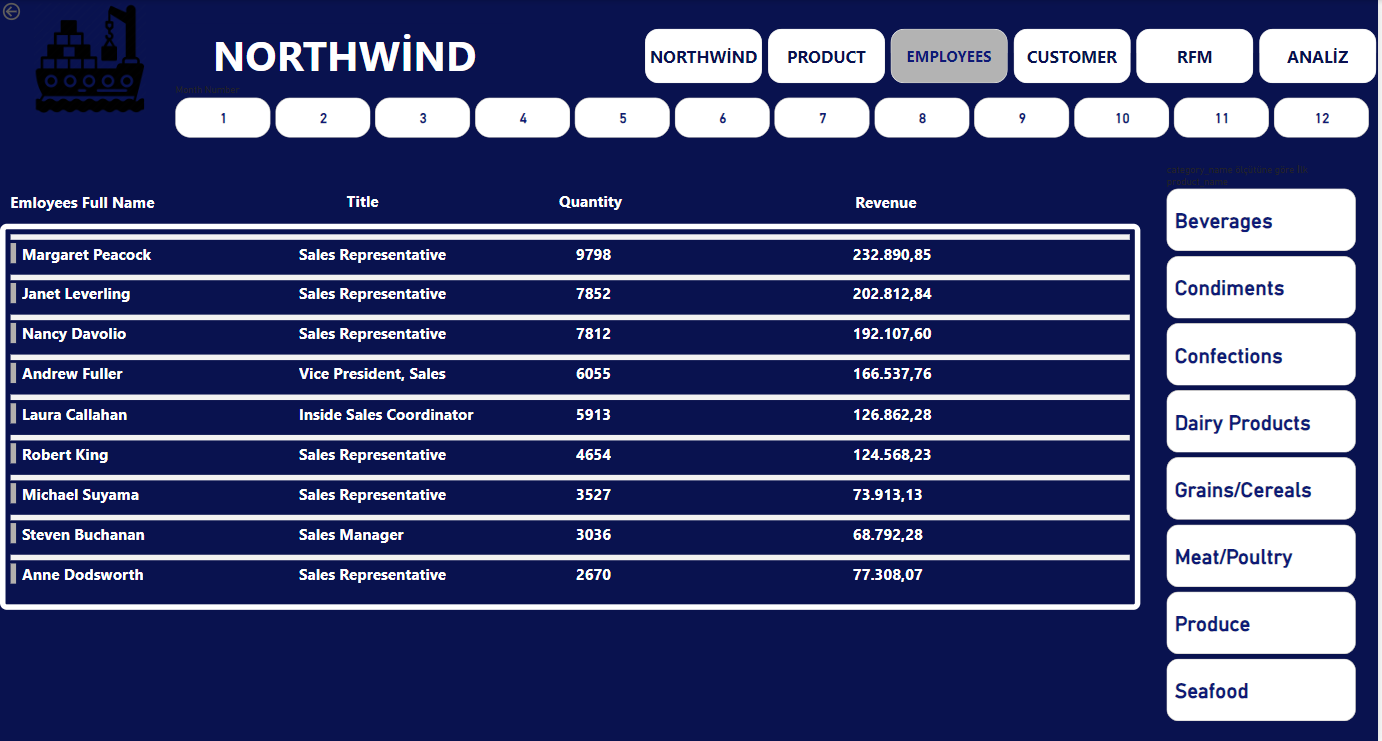 NORTHWİND
NORTHWİND PRODUCT EMPLOYEES CUSTOMER RFM ANALİZ
Month Number
1 2 3 4 5 6 7 8 9 10 11 12
Emloyees Full Name Title Quantity Revenue
Margaret Peacock Sales Representative 9798 232.890,85
Janet Leverling Sales Representative 7852 202.812,84
Nancy Davolio Sales Representative 7812 192.107,60
Andrew Fuller Vice President, Sales 6055 166.537,76
Laura Callahan Inside Sales Coordinator 5913 126.862,28
Robert King Sales Representative 4654 124.568,23
Michael Suyama Sales Representative 3527 73.913,13
Steven Buchanan Sales Manager 3036 68.792,28
Anne Dodsworth Sales Representative 2670 77.308,07
category_name ölçütüne göre ilk
product_name
Beverages
Condiments
Confections
Dairy Products
Grains/Cereals
Meat/Poultry
Produce
Seafood